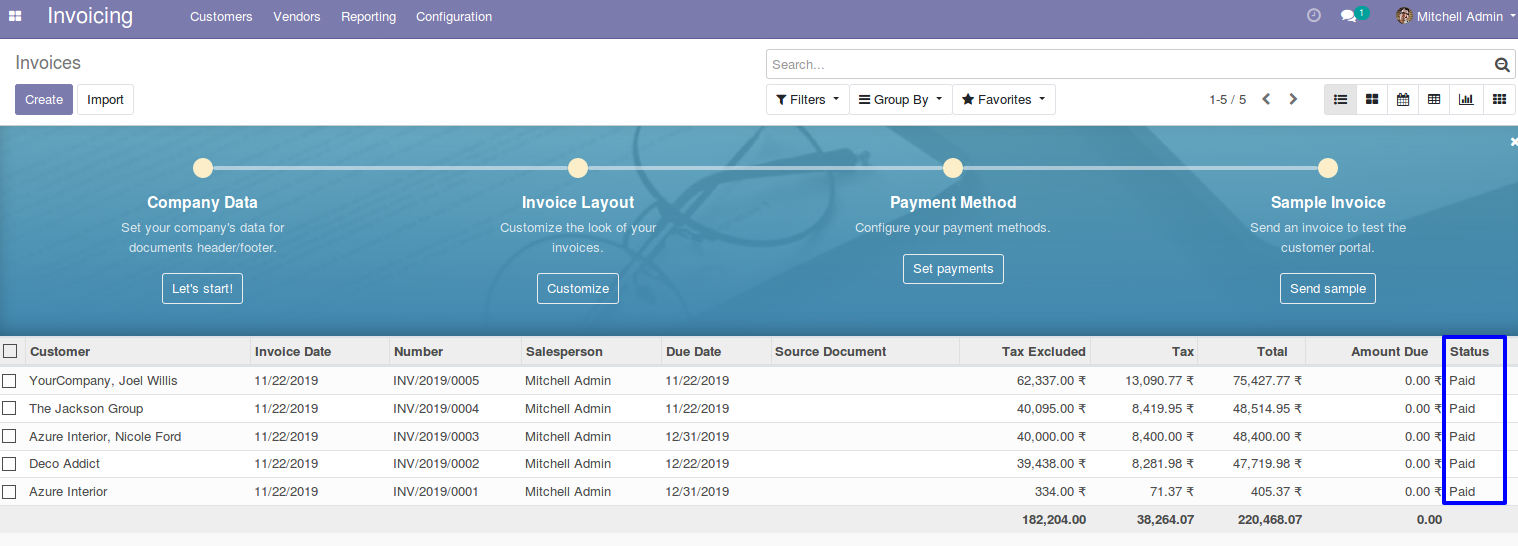 Invoicing Customers Vendors Reporting Configuration 1 Mitchell Admin
Invoices
Search...
Create Import Filters Group By Favorites 1-5 / 5
Company Data Invoice Layout Payment Method Sample Invoice
Set your company's data for Customize the look of your Configure your payment methods. Send an invoice to test the
documents header/footer. invoices. customer portal.
Let's start! Customize Set payments Send sample
Customer Invoice Date Number Salesperson Due Date Source Document Tax Excluded Tax Total Amount Due Status
YourCompany, Joel Willis 11/22/2019 INV/2019/0005 Mitchell Admin 11/22/2019 62,337.00 ₹ 13,090.77 ₹ 75,427.77 ₹ 0.00 ₹ Paid
The Jackson Group 11/22/2019 INV/2019/0004 Mitchell Admin 11/22/2019 40,095.00 ₹ 8,419.95 ₹ 48,514.95 ₹ 0.00 ₹ Paid
Azure Interior, Nicole Ford 11/22/2019 INV/2019/0003 Mitchell Admin 12/31/2019 40,000.00 ₹ 8,400.00 ₹ 48,400.00 ₹ 0.00 ₹ Paid
Deco Addict 11/22/2019 INV/2019/0002 Mitchell Admin 12/22/2019 39,438.00 ₹ 8,281.98 ₹ 47,719.98 ₹ 0.00 ₹ Paid
Azure Interior 11/22/2019 INV/2019/0001 Mitchell Admin 12/31/2019 334.00 ₹ 71.37 ₹ 405.37 ₹ 0.00 ₹ Paid
182,204.00 38,264.07 220,468.07 0.00